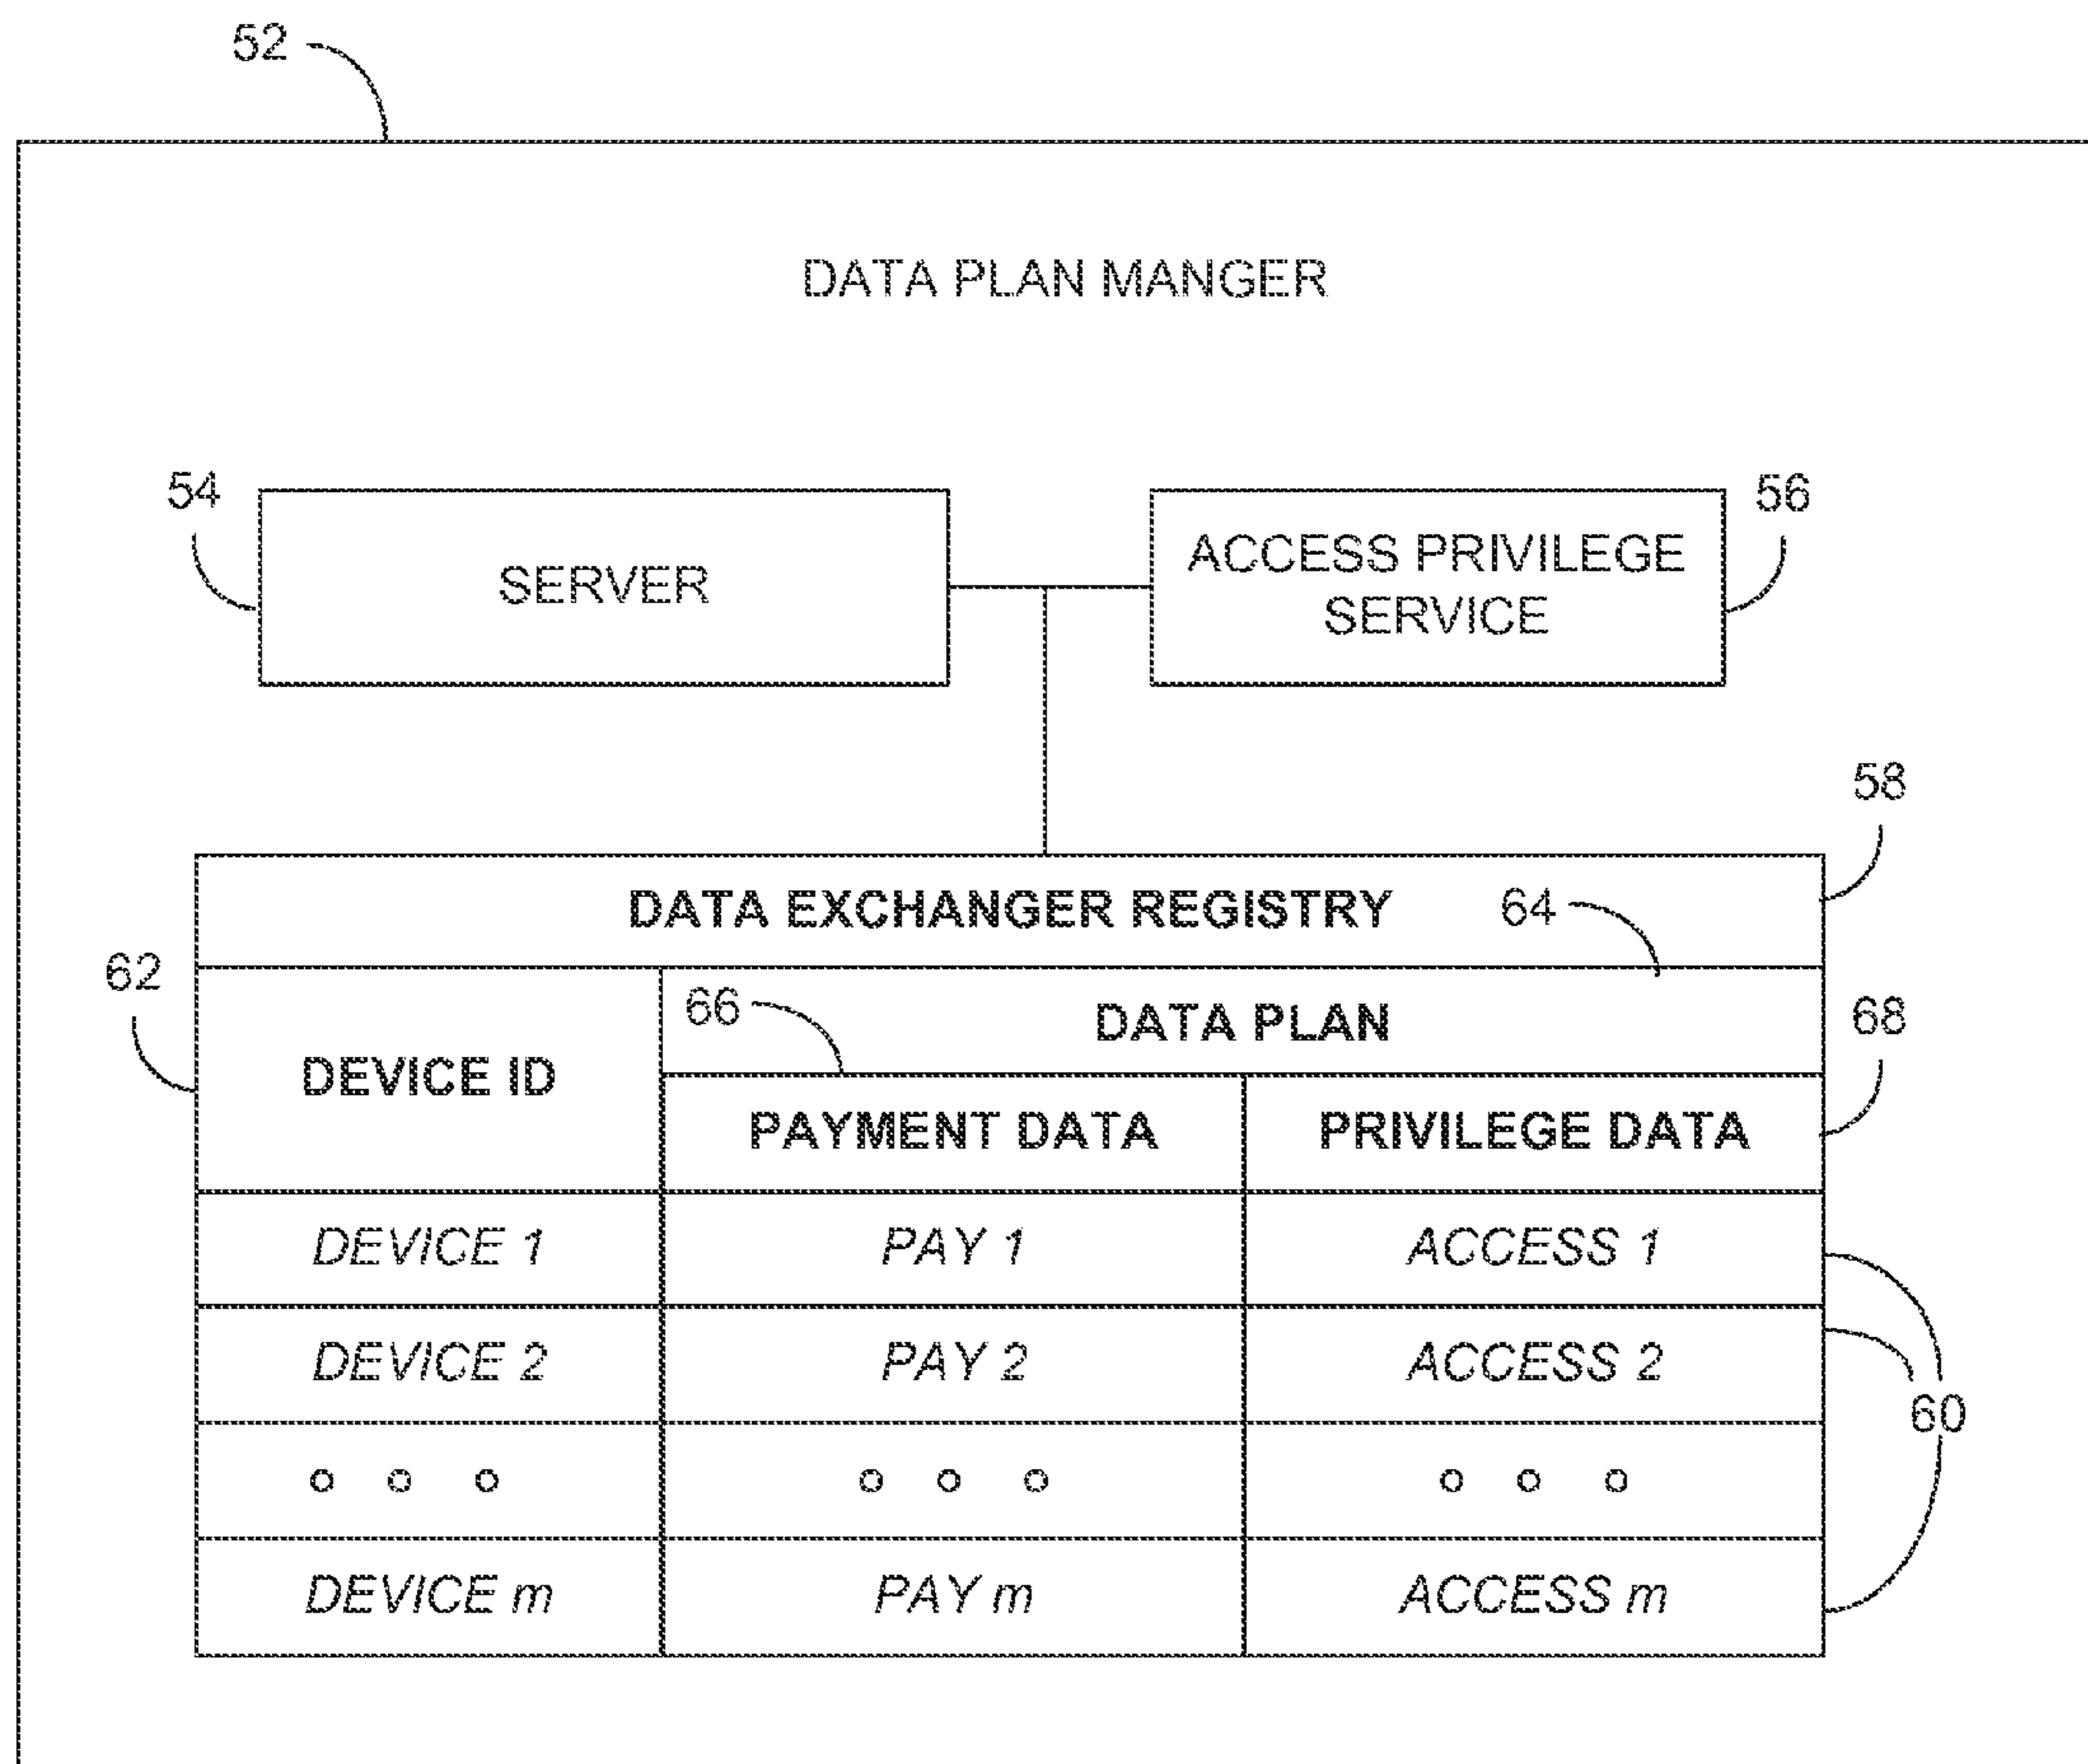 52
DATA PLAN MANGER
54
SERVER
ACCESS PRIVILEGE
SERVICE
56
58
DATA EXCHANGER REGISTRY
64
62
DEVICE ID
66
DATA PLAN
68
PAYMENT DATA
PRIVILEGE DATA
DEVICE 1
PAY 1
ACCESS 1
DEVICE 2
PAY 2
ACCESS 2
60
DEVICE m
PAY m
ACCESS m